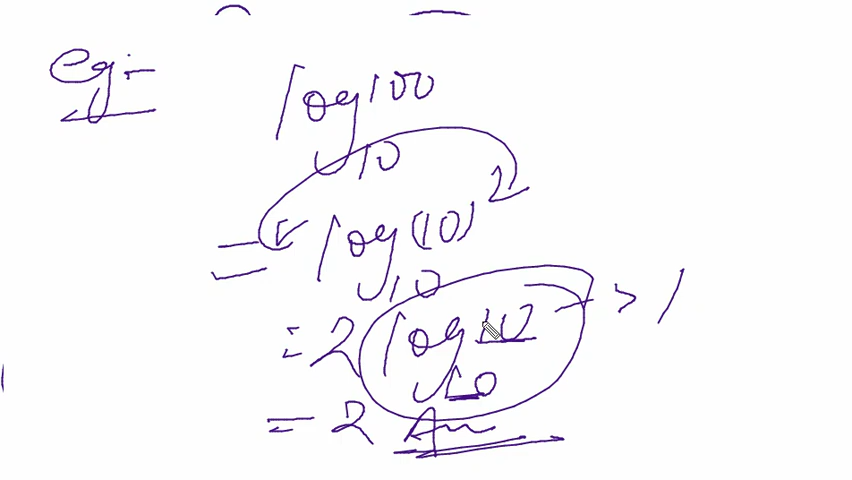 Eg:-
log₁₀100
= log₁₀(10)²
= 2 log₁₀10 → 1
= 2 Ans